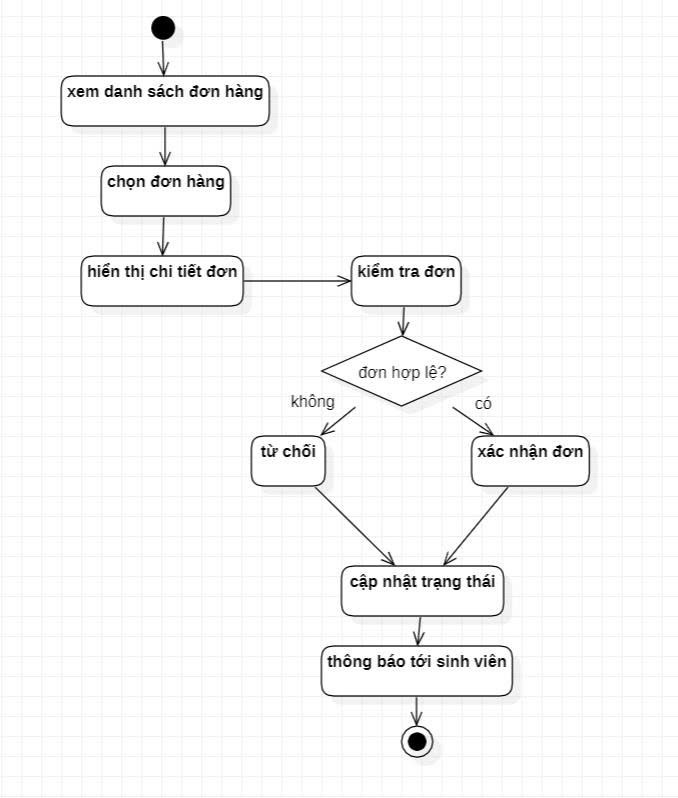 xem danh sách đơn hàng
chọn đơn hàng
hiển thị chi tiết đơn
kiểm tra đơn
đơn hợp lệ?
không
có
từ chối
xác nhận đơn
cập nhật trạng thái
thông báo tới sinh viên